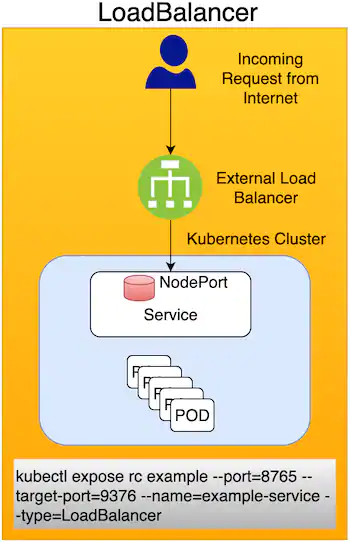 LoadBalancer
Incoming
Request from
Internet
External Load
Balancer
Kubernetes Cluster
NodePort
Service
P
P
P
P
POD
kubectl expose rc example --port=8765 --
target-port=9376 --name=example-service -
-type=LoadBalancer